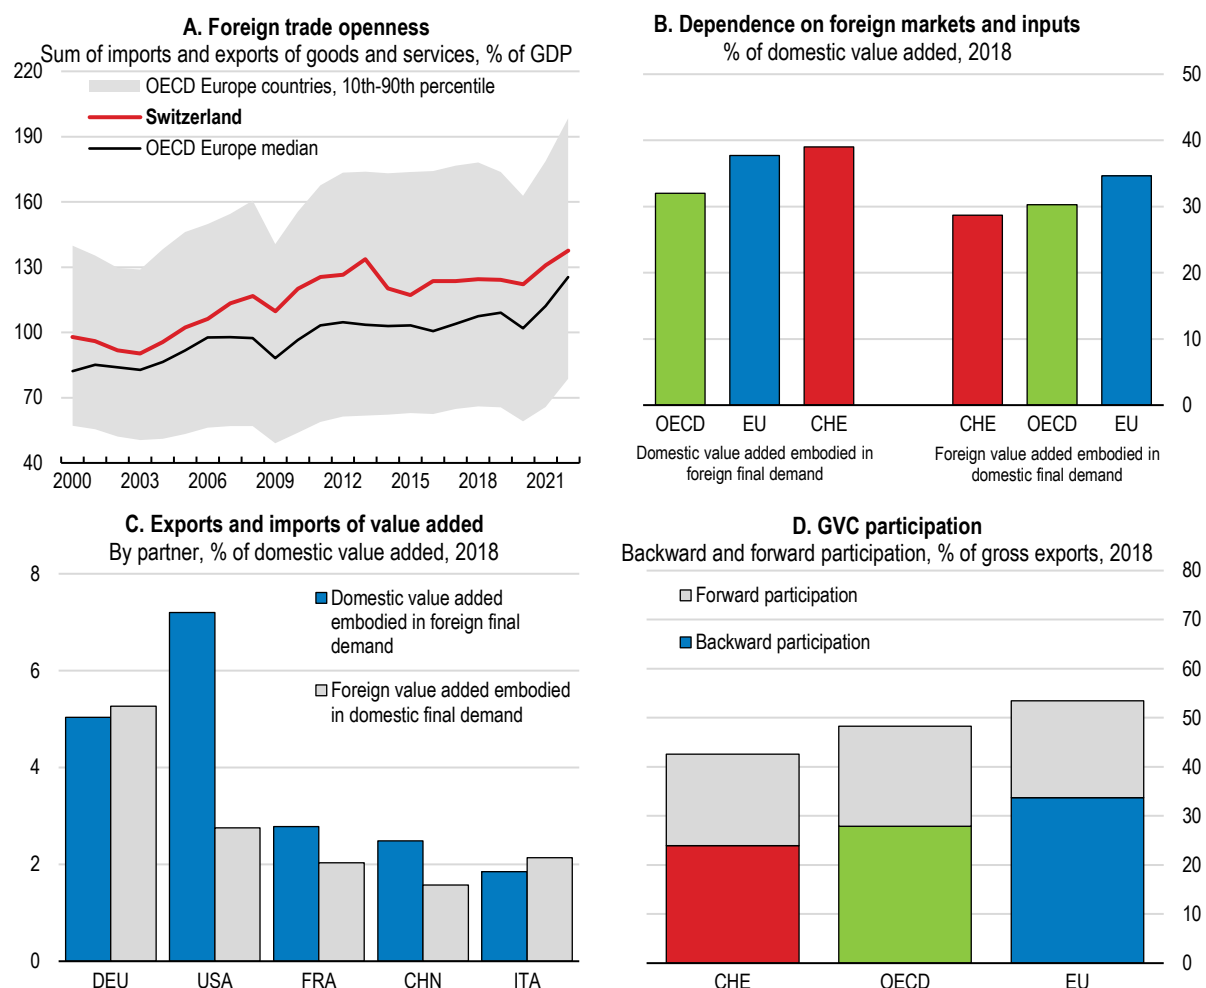 A. Foreign trade openness
Sum of imports and exports of goods and services, % of GDP
220
190
160
130
100
70
40
OECD Europe countries, 10th-90th percentile
Switzerland
OECD Europe median
2000 2003 2006 2009 2012 2015 2018 2021
B. Dependence on foreign markets and inputs
% of domestic value added, 2018
50
40
30
20
10
0
OECD EU CHE CHE OECD EU
Domestic value added embodied in
foreign final demand
Foreign value added embodied in
domestic final demand
C. Exports and imports of value added
By partner, % of domestic value added, 2018
8
6
4
2
0
Domestic value added
embodied in foreign final
demand
Foreign value added embodied
in domestic final demand
DEU USA FRA CHN ITA
D. GVC participation
Backward and forward participation, % of gross exports, 2018
80
70
60
50
40
30
20
10
0
Forward participation
Backward participation
CHE OECD EU